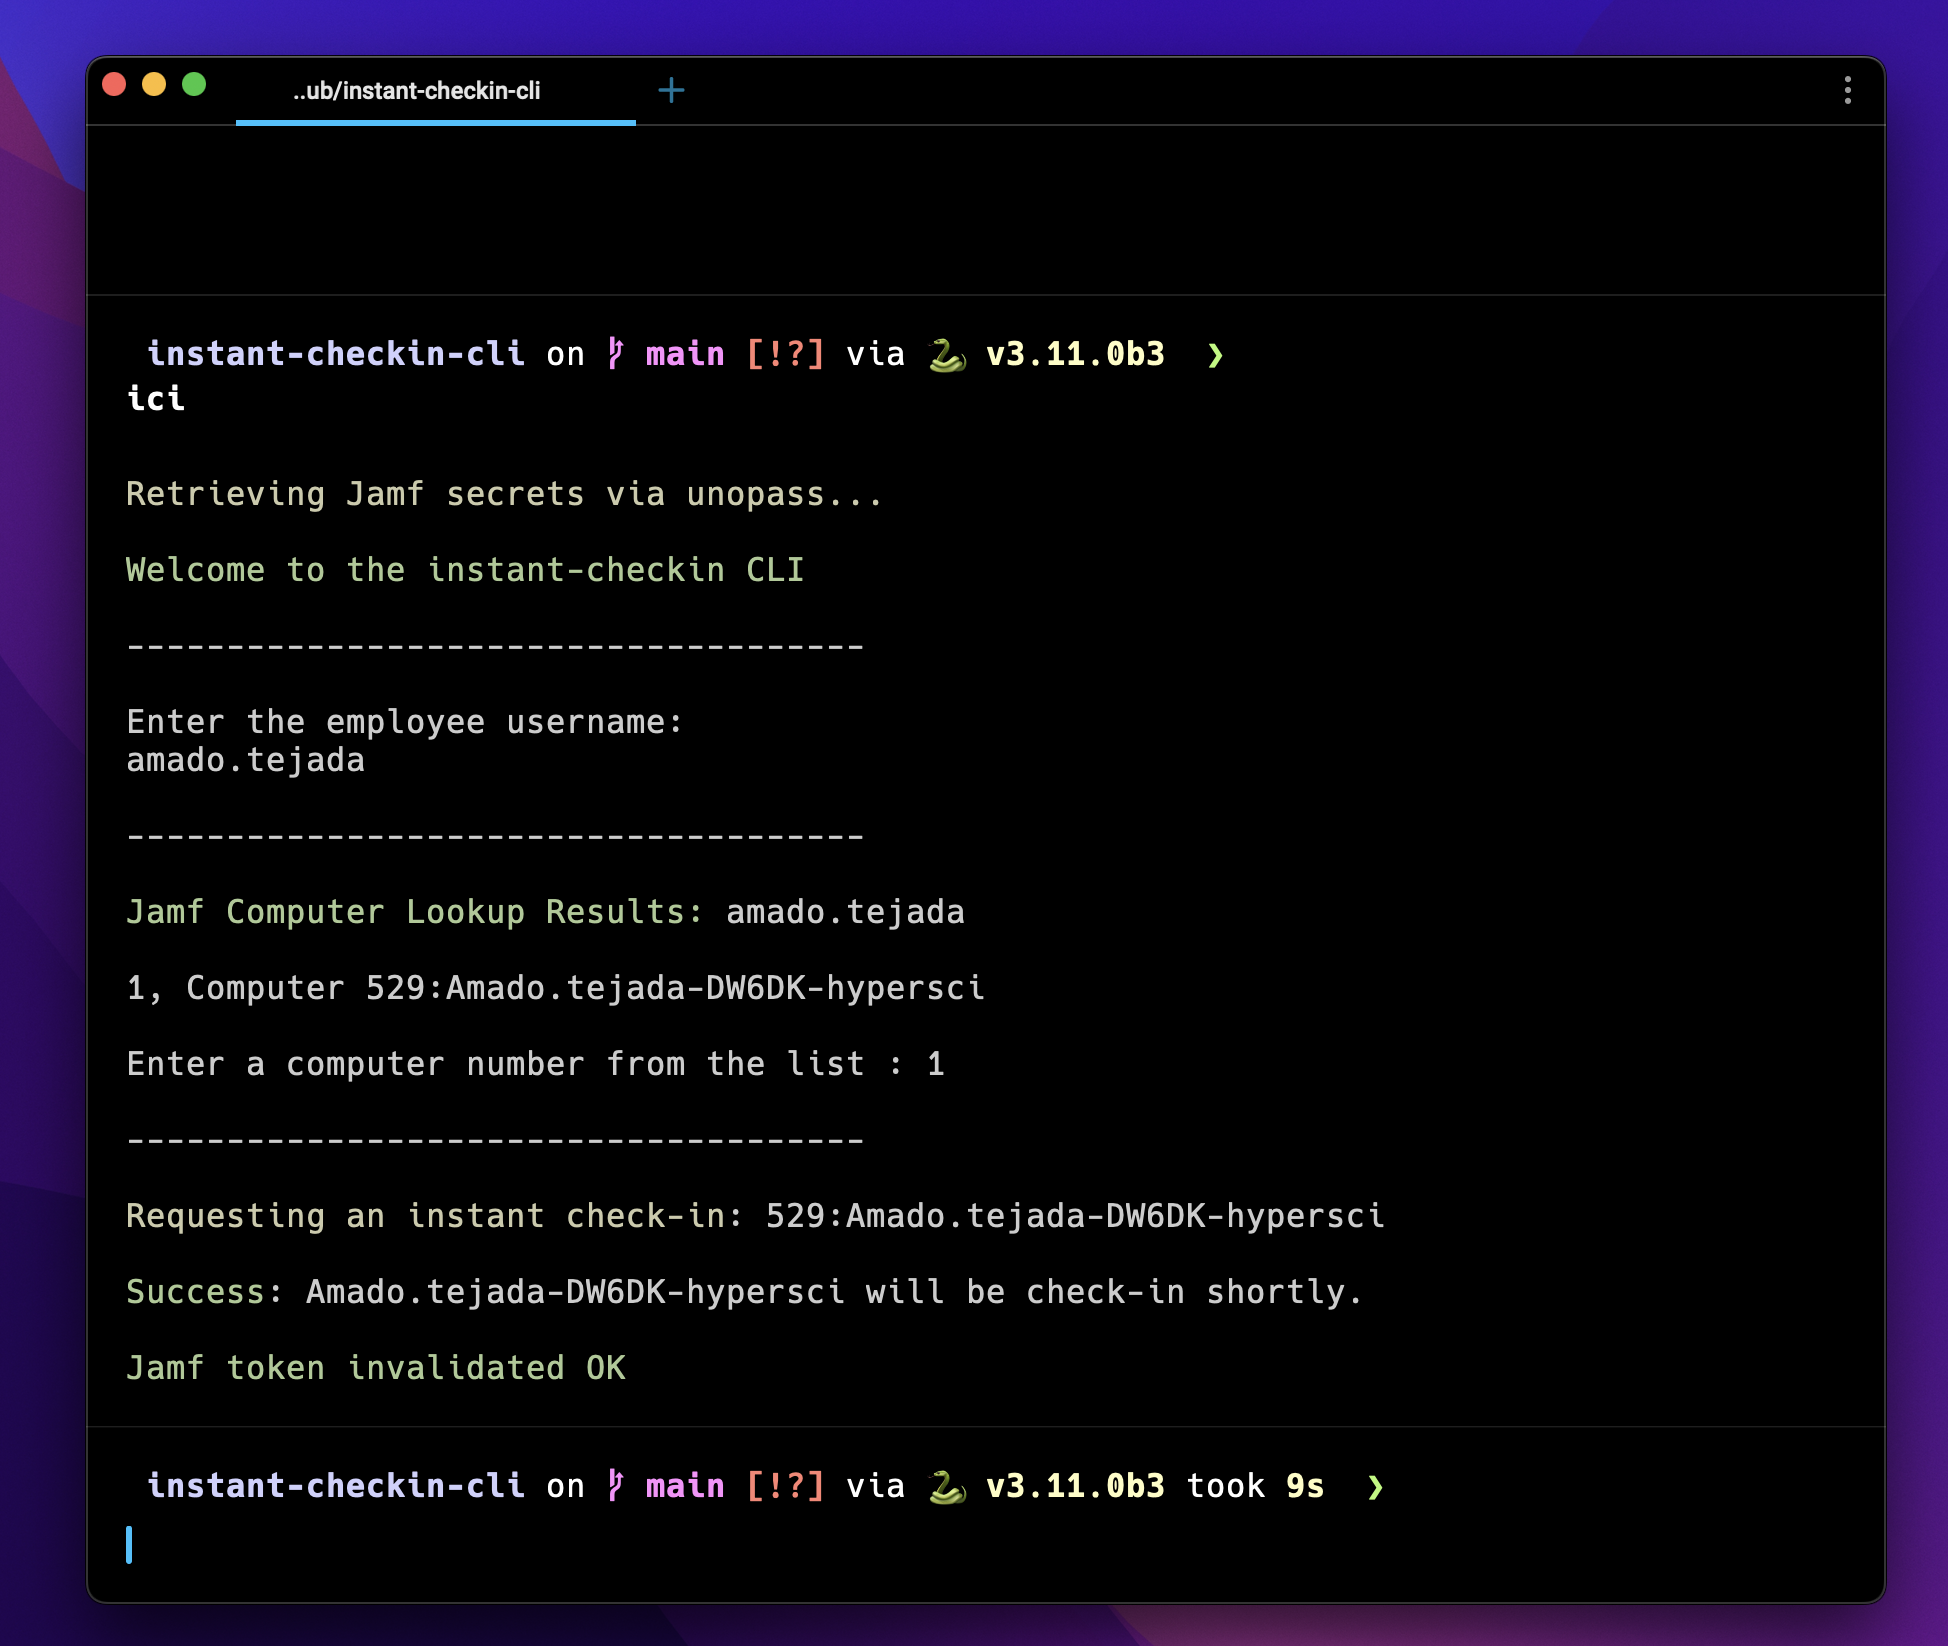 ..ub/instant-checkin-cli
instant-checkin-cli on main [!?] via 🐍 v3.11.0b3 ❯
ici
Retrieving Jamf secrets via unopass...
Welcome to the instant-checkin CLI
-------------------------------------
Enter the employee username:
amado.tejada
-------------------------------------
Jamf Computer Lookup Results: amado.tejada
1, Computer 529:Amado.tejada-DW6DK-hypersci
Enter a computer number from the list : 1
-------------------------------------
Requesting an instant check-in: 529:Amado.tejada-DW6DK-hypersci
Success: Amado.tejada-DW6DK-hypersci will be check-in shortly.
Jamf token invalidated OK
instant-checkin-cli on main [!?] via 🐍 v3.11.0b3 took 9s ❯